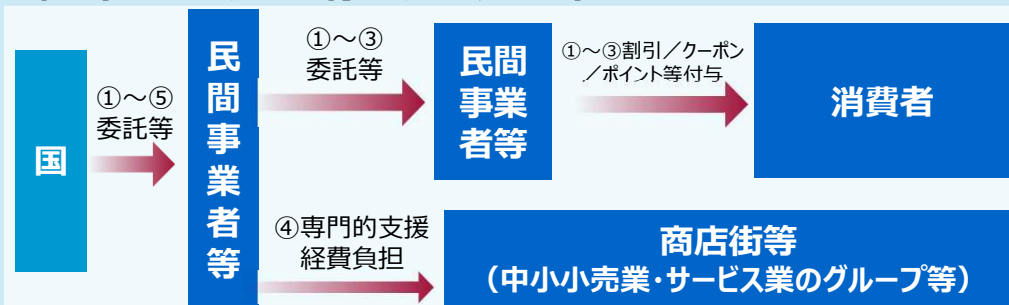 国
①～⑤
委託等
民間事業者等
①～③
委託等
民間
事業
者等
①～③割引／クーポン
／ポイント等付与
消費者
④専門的支援
経費負担
商店街等
（中小小売業・サービス業のグループ等）